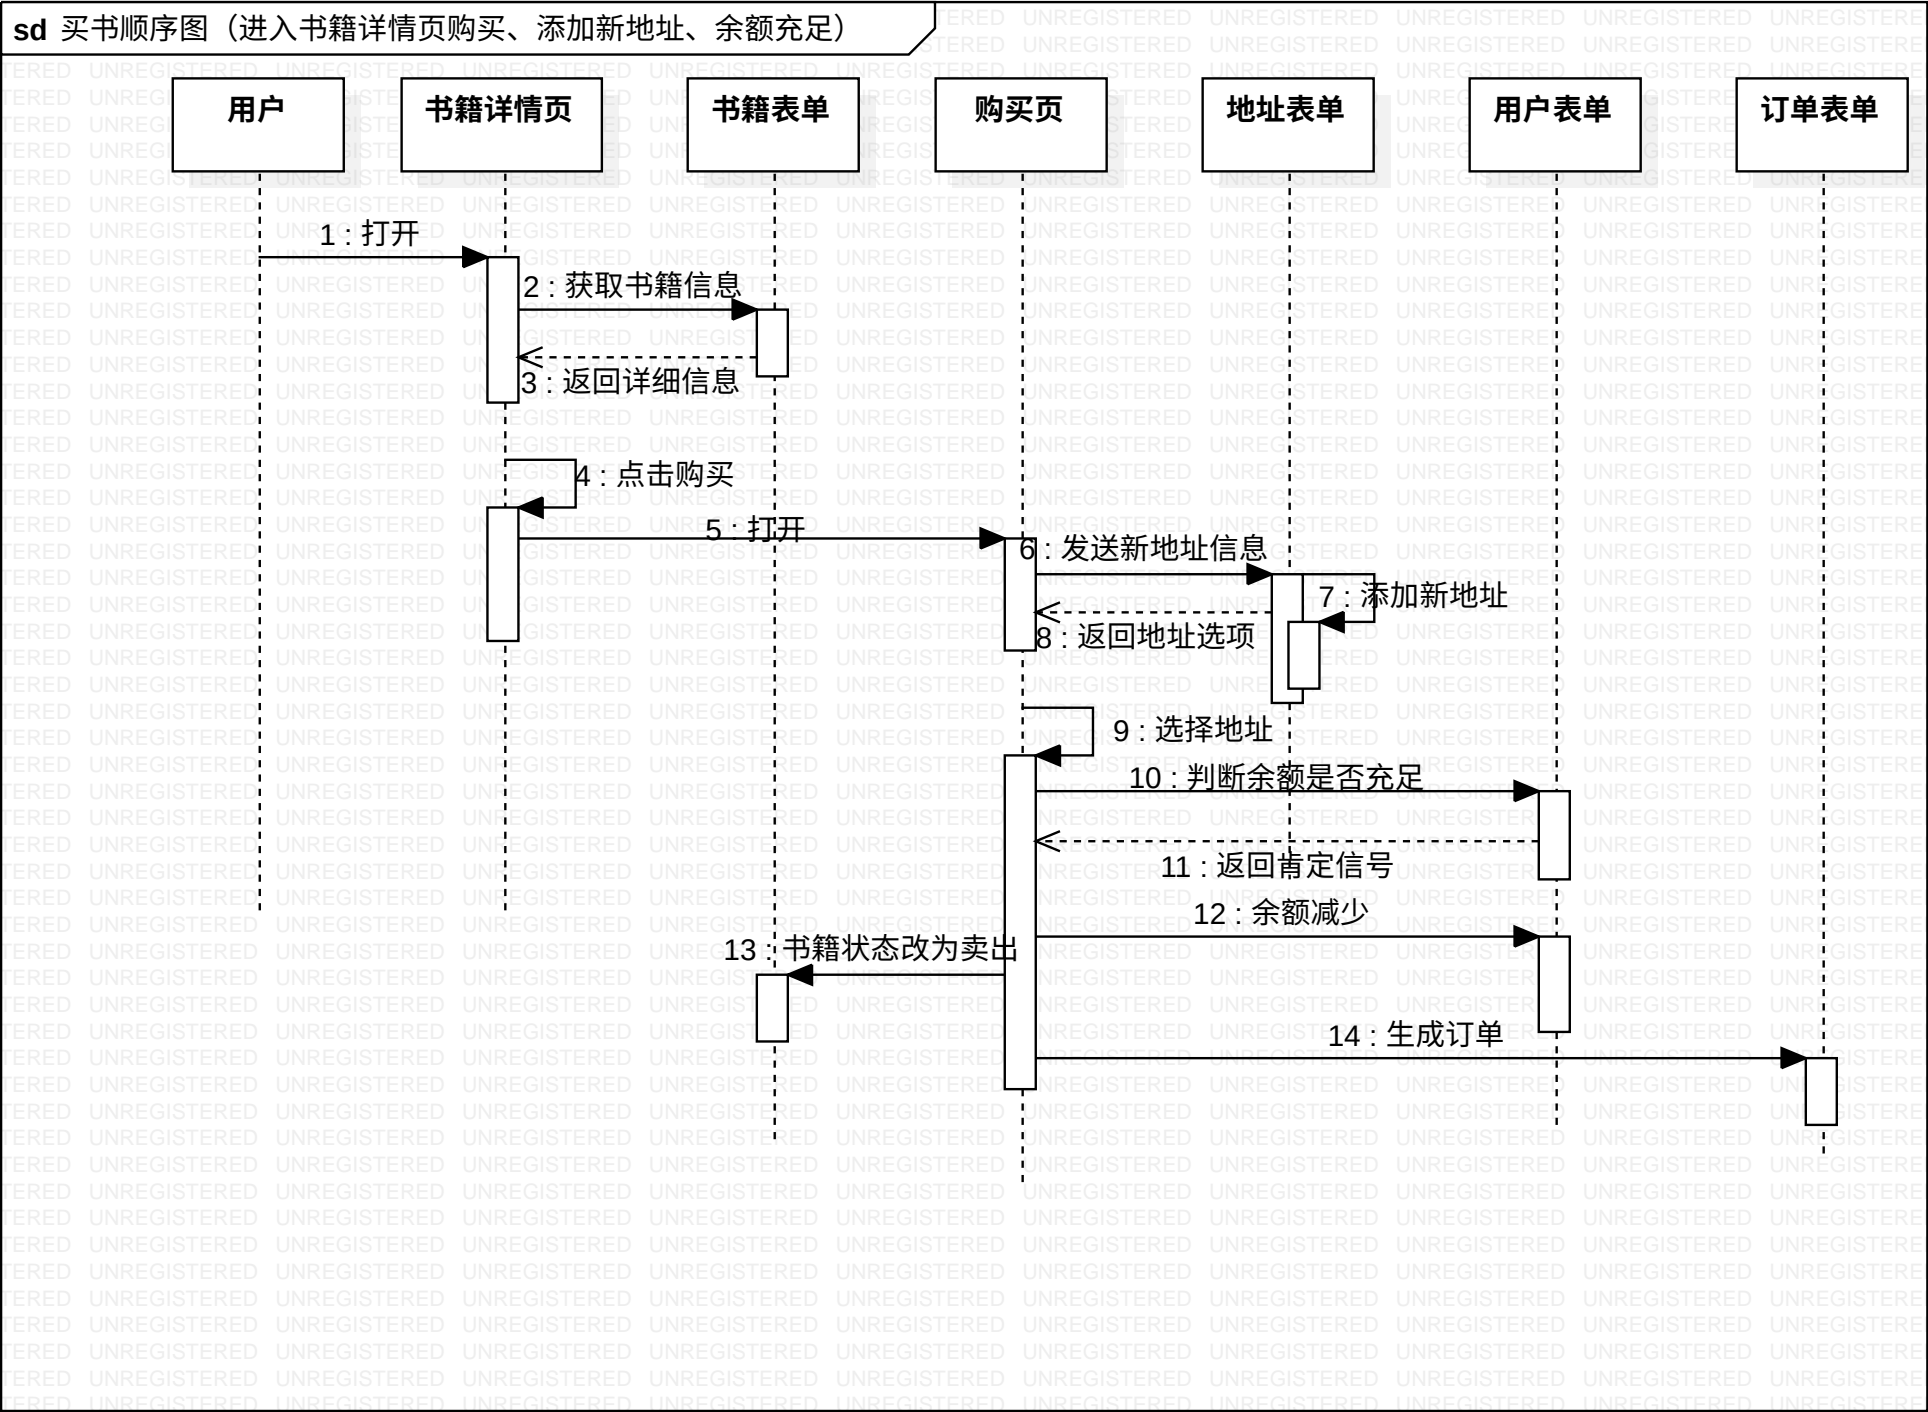 sd 买书顺序图（进入书籍详情页购买、添加新地址、余额充足）
用户 书籍详情页 书籍表单 购买页 地址表单 用户表单 订单表单
1 : 打开
2 : 获取书籍信息
3 : 返回详细信息
4 : 点击购买
5 : 打开
6 : 发送新地址信息
7 : 添加新地址
8 : 返回地址选项
9 : 选择地址
10 : 判断余额是否充足
11 : 返回肯定信号
12 : 余额减少
13 : 书籍状态改为卖出
14 : 生成订单
UNREGISTERED